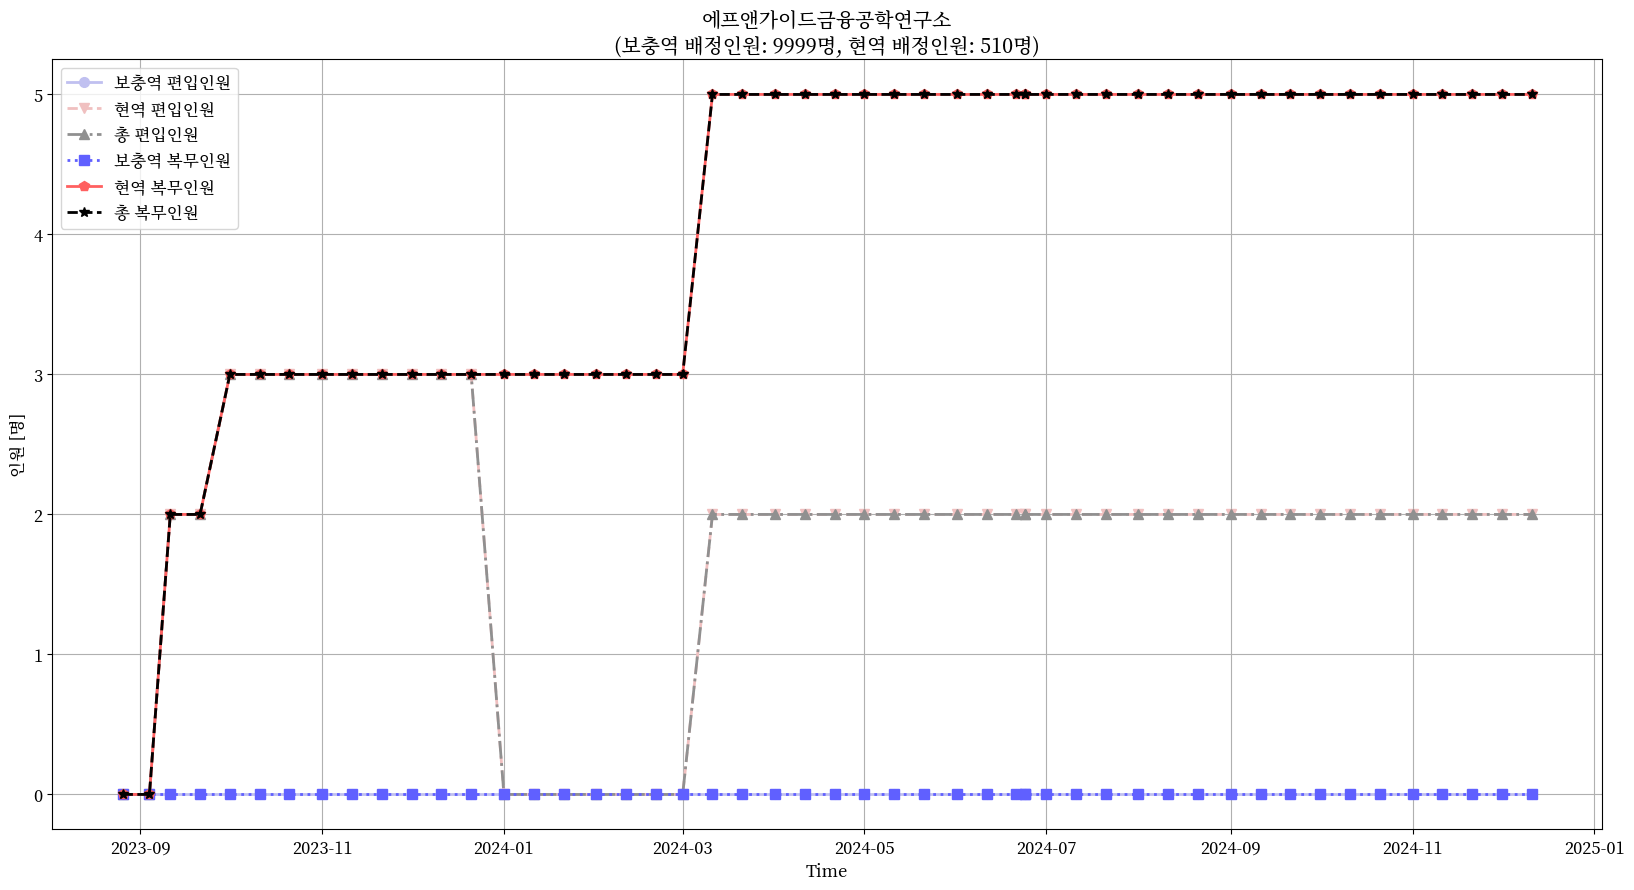 에프앤가이드금융공학연구소
(보충역 배정인원: 9999명, 현역 배정인원: 510명)
보충역 편입인원
현역 편입인원
총 편입인원
보충역 복무인원
현역 복무인원
총 복무인원
인원 [명]
5
4
3
2
1
0
2023-09
2023-11
2024-01
2024-03
2024-05
2024-07
2024-09
2024-11
2025-01
Time